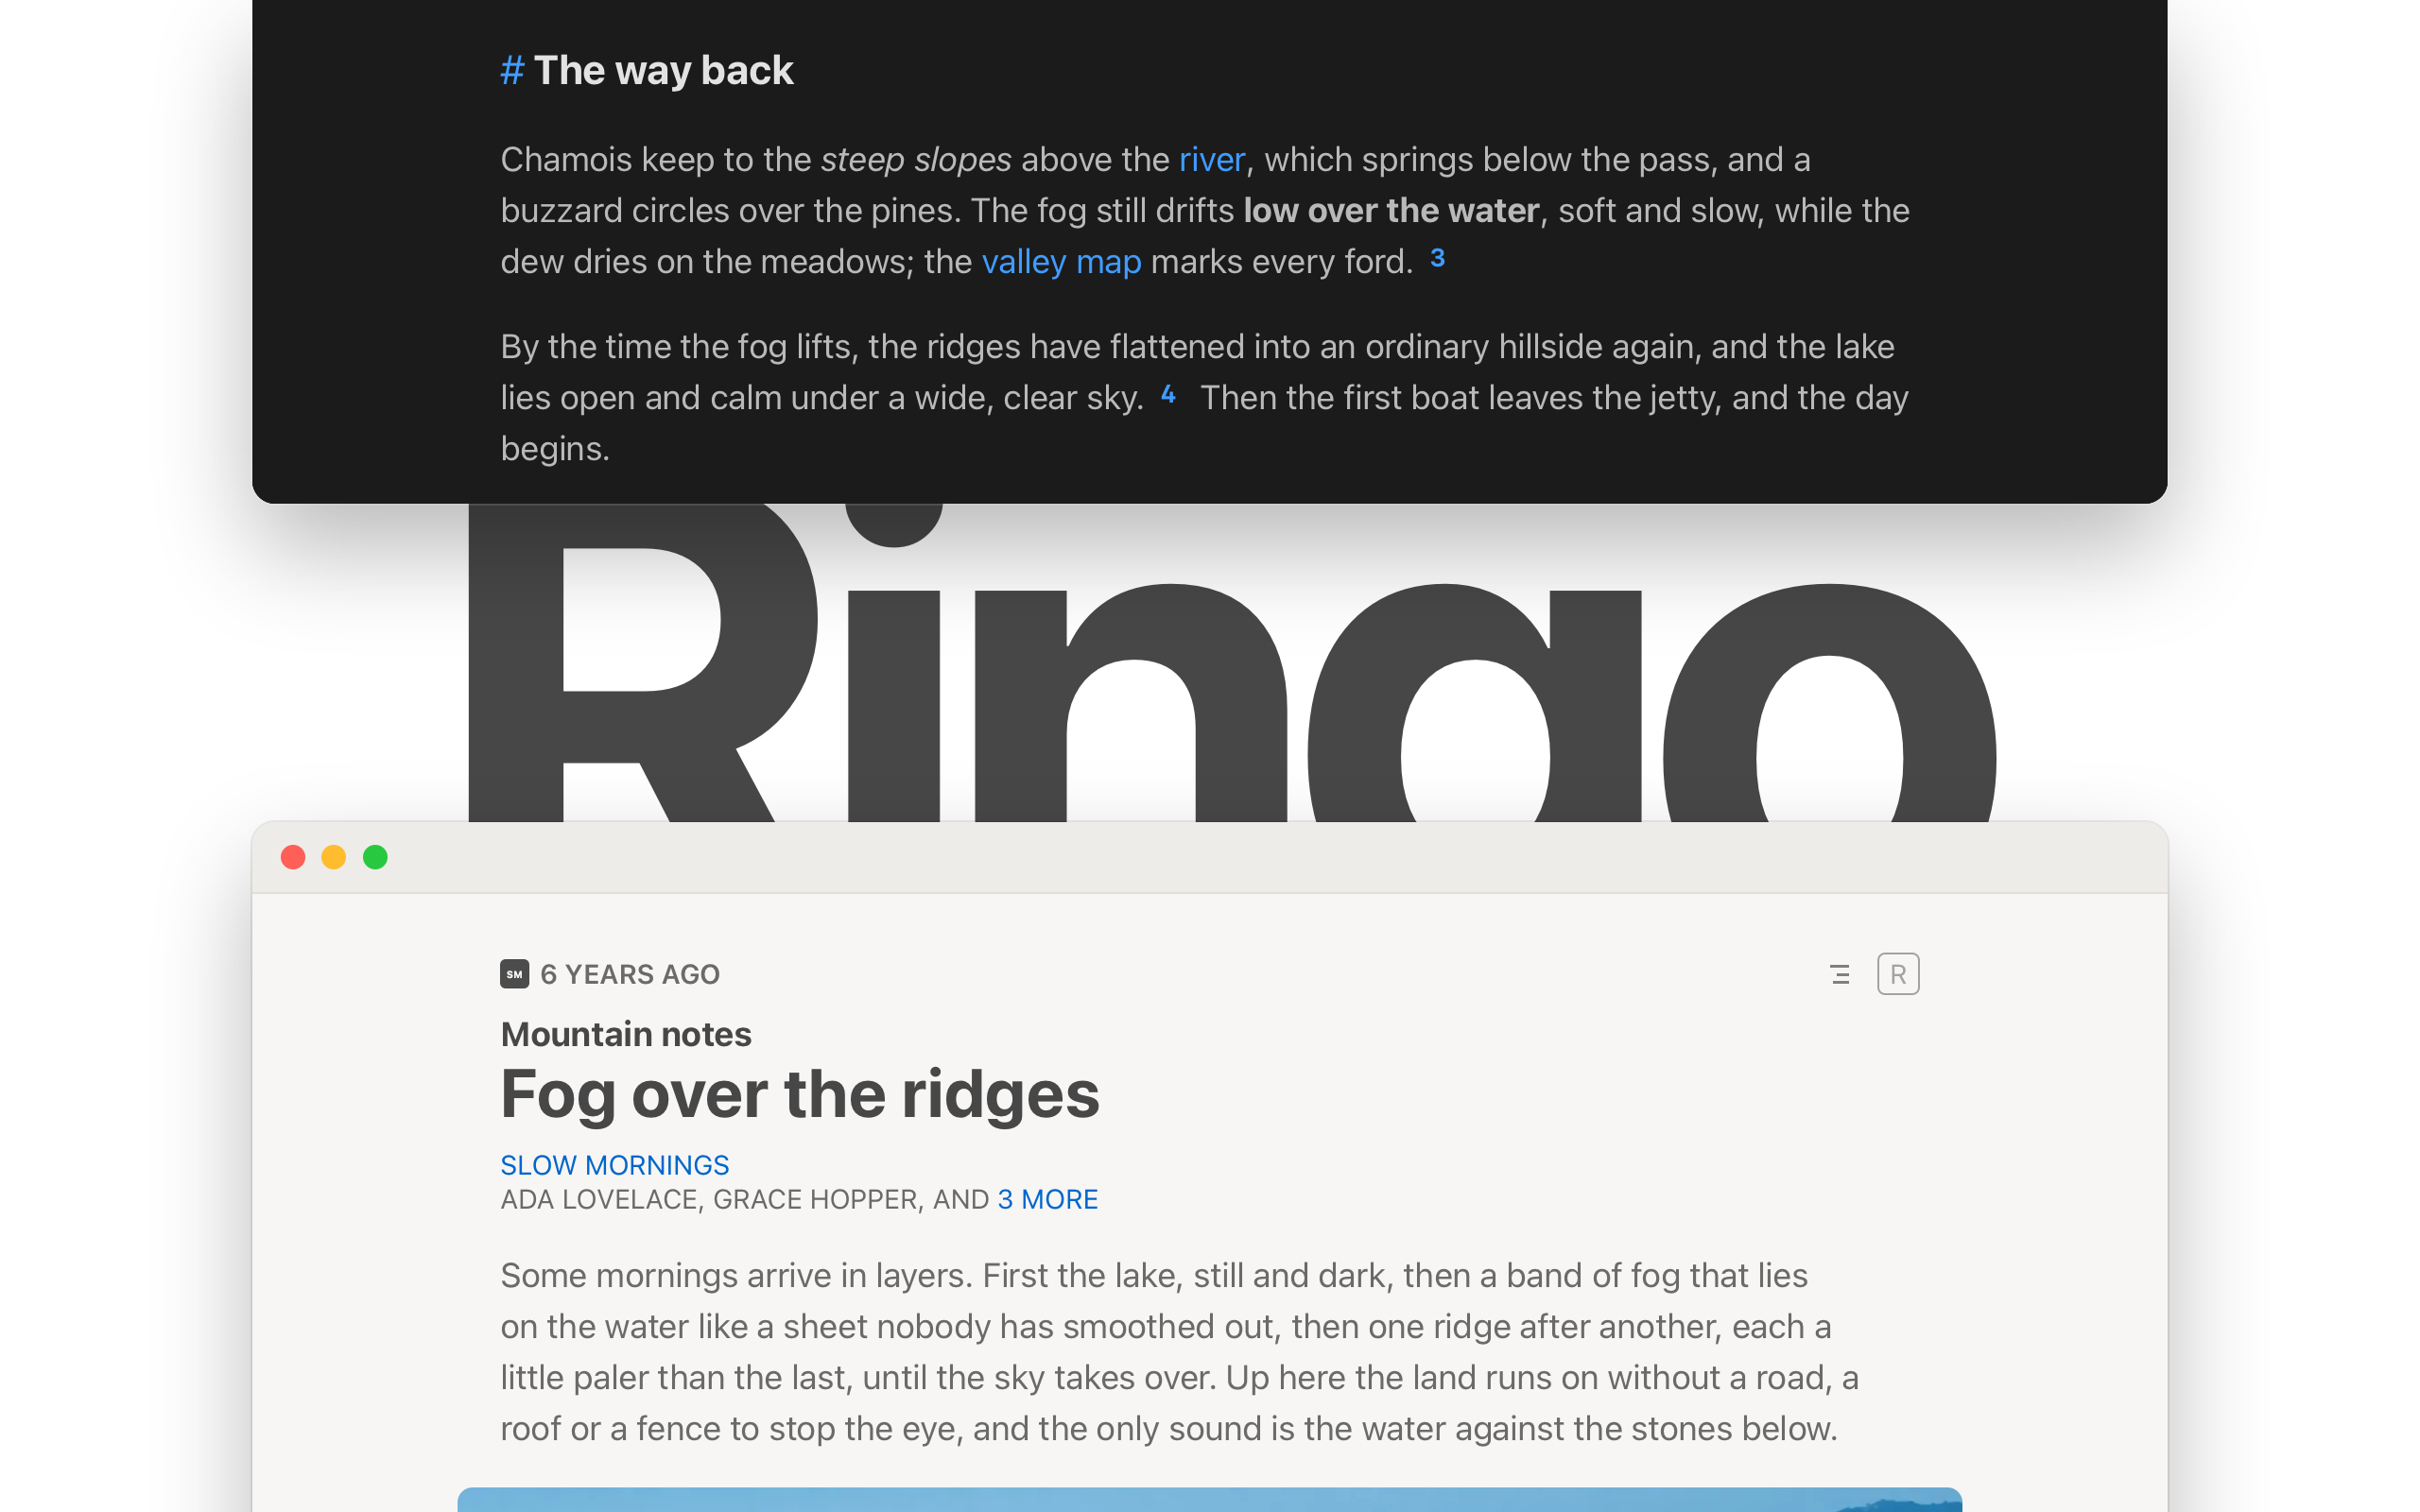 # The way back
Chamois keep to the steep slopes above the river, which springs below the pass, and a
buzzard circles over the pines. The fog still drifts low over the water, soft and slow, while the
dew dries on the meadows; the valley map marks every ford. 3
By the time the fog lifts, the ridges have flattened into an ordinary hillside again, and the lake
lies open and calm under a wide, clear sky. 4 Then the first boat leaves the jetty, and the day
begins.
Ringo
SM 6 YEARS AGO
R
Mountain notes
Fog over the ridges
SLOW MORNINGS
ADA LOVELACE, GRACE HOPPER, AND 3 MORE
Some mornings arrive in layers. First the lake, still and dark, then a band of fog that lies
on the water like a sheet nobody has smoothed out, then one ridge after another, each a
little paler than the last, until the sky takes over. Up here the land runs on without a road, a
roof or a fence to stop the eye, and the only sound is the water against the stones below.